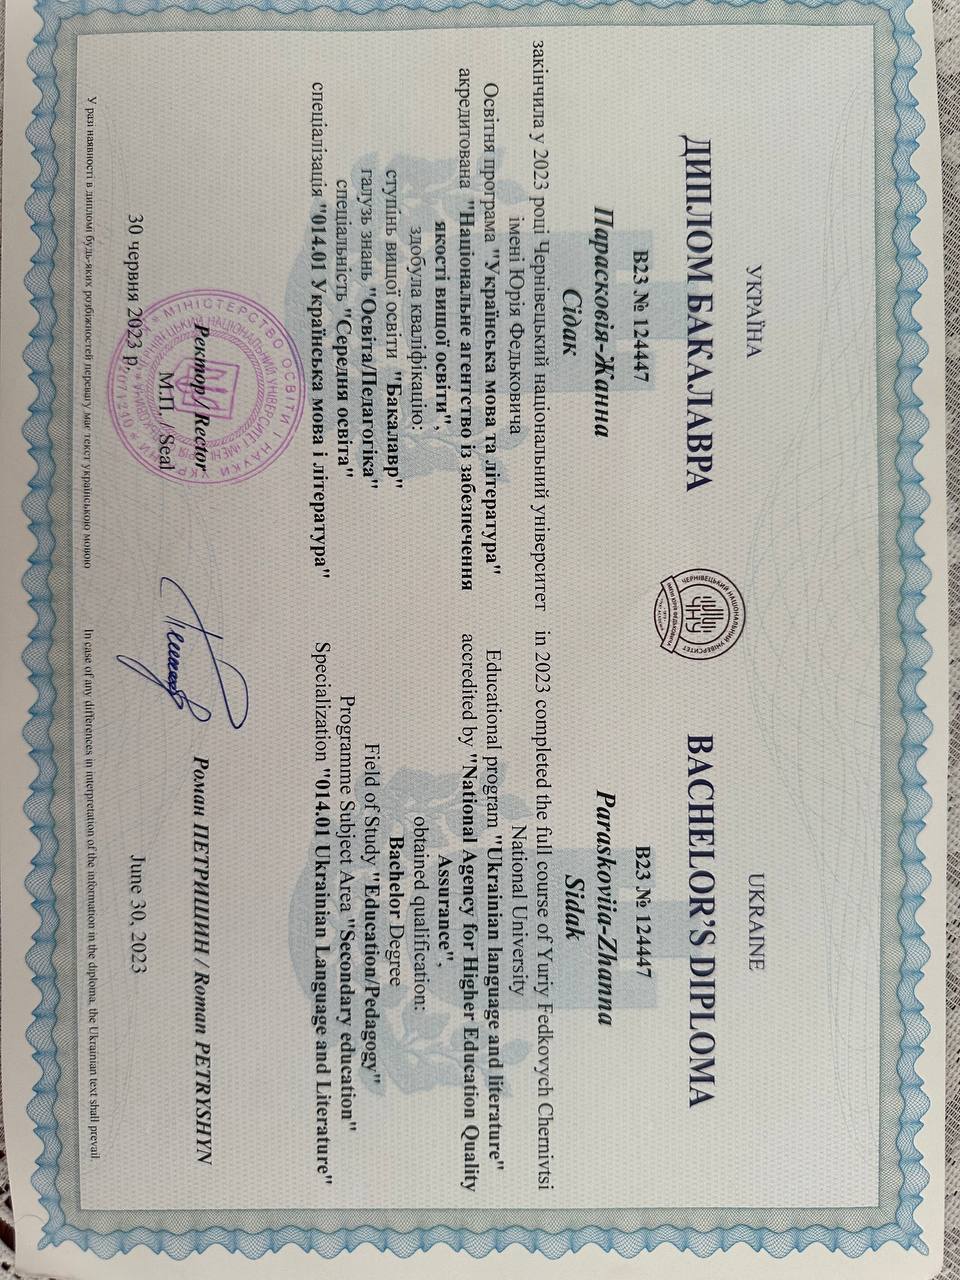 УКРАЇНА
ДИПЛОМ БАКАЛАВРА
В23 № 124447
Парасковія-Жанна
Сідак
закінчила у 2023 році Чернівецький національний університет
імені Юрія Федьковича
Освітня програма "Українська мова та література"
акредитована "Національне агентство із забезпечення
якості вищої освіти",
здобула кваліфікацію:
ступінь вищої освіти "Бакалавр"
галузь знань "Освіта/Педагогіка"
спеціальність "Середня освіта"
спеціалізація "014.01 Українська мова і література"
Ректор/ Rector
М.П. / Seal
30 червня 2023 р.
У разі наявності в дипломі будь-яких розбіжностей перевагу має текст українською мовою
UKRAINE
BACHELOR'S DIPLOMA
B23 № 124447
Paraskoviia-Zhanna
Sidak
in 2023 completed the full course of Yuriy Fedkovych Chernivtsi
National University
Educational program "Ukrainian language and literature"
accredited by "National Agency for Higher Education Quality
Assurance",
obtained qualification:
Bachelor Degree
Field of Study "Education/Pedagogy"
Programme Subject Area "Secondary education"
Specialization "014.01 Ukrainian Language and Literature"
Роман ПЕТРИШИН / Roman PETRYSHYN
June 30, 2023
In case of any differences in interpretation of the information in the diploma, the Ukrainian text shall prevail.